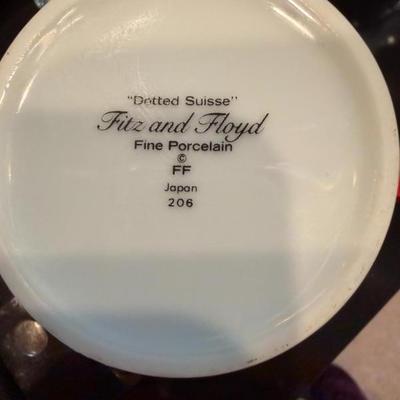 "Dotted Suisse"
Fitz and Floyd
Fine Porcelain
©
FF
Japan
206